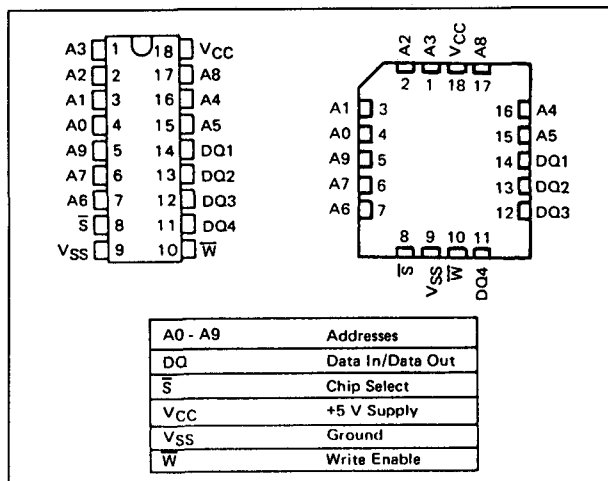 A3 1 18 VCC
A2 2 17 A8
A1 3 16 A4
A0 4 15 A5
A9 5 14 DQ1
A7 6 13 DQ2
A6 7 12 DQ3
S̅ 8 11 DQ4
VSS 9 10 W̅
A2 A3 VCC A8
2 1 18 17
A1 3 16 A4
A0 4 15 A5
A9 5 14 DQ1
A7 6 13 DQ2
A6 7 12 DQ3
8 9 10 11
S̅ VSS W̅ DQ4
A0 - A9 Addresses
DQ Data In/Data Out
S̅ Chip Select
VCC +5 V Supply
VSS Ground
W̅ Write Enable